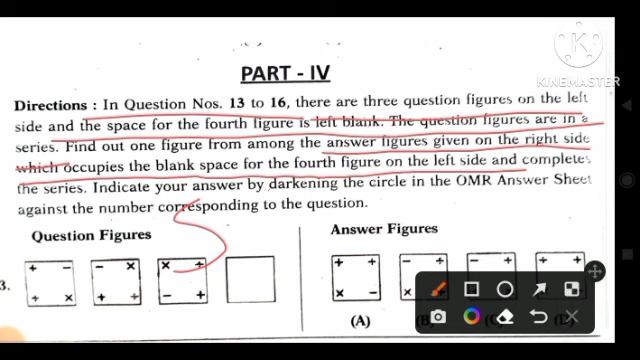 KINEMASTER
PART - IV
Directions : In Question Nos. 13 to 16, there are three question figures on the left
side and the space for the fourth figure is left blank. The question figures are in a
series. Find out one figure from among the answer figures given on the right side
which occupies the blank space for the fourth figure on the left side and completes
the series. Indicate your answer by darkening the circle in the OMR Answer Sheet
against the number corresponding to the question.
Question Figures
Answer Figures
3.
+ − ÷ ×
− × + ÷
× ÷ − +
(A)